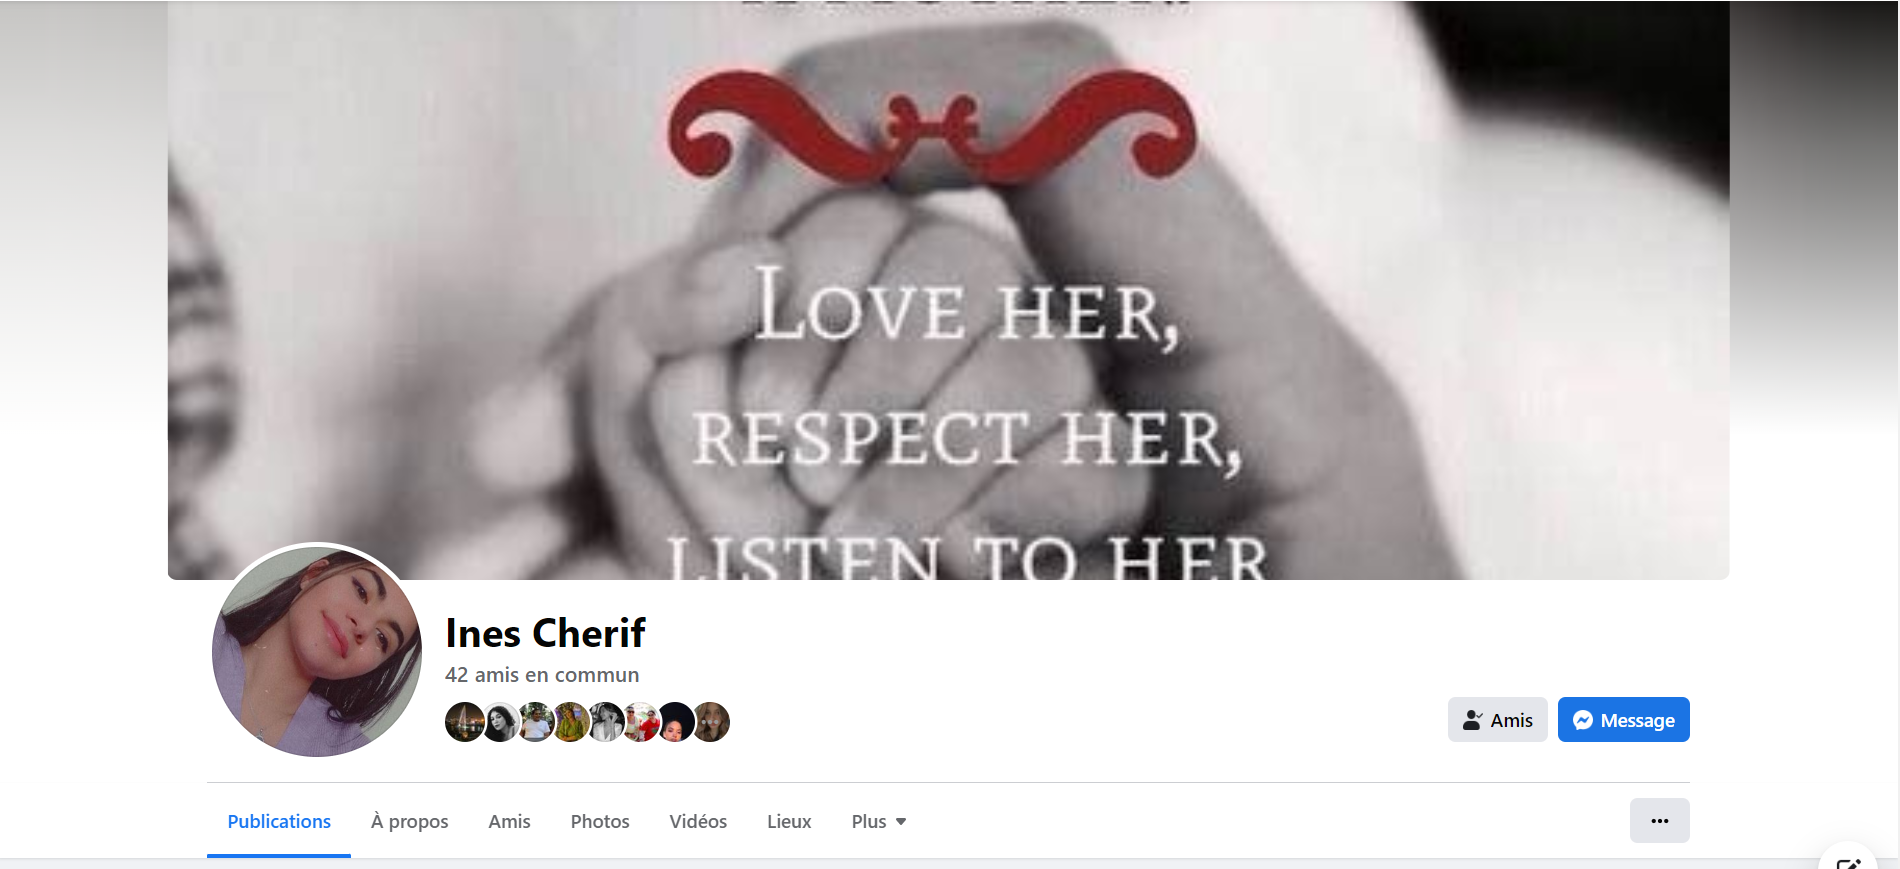 LOVE HER,
RESPECT HER,
LISTEN TO HER
Ines Cherif
42 amis en commun
Amis
Message
Publications
À propos
Amis
Photos
Vidéos
Lieux
Plus